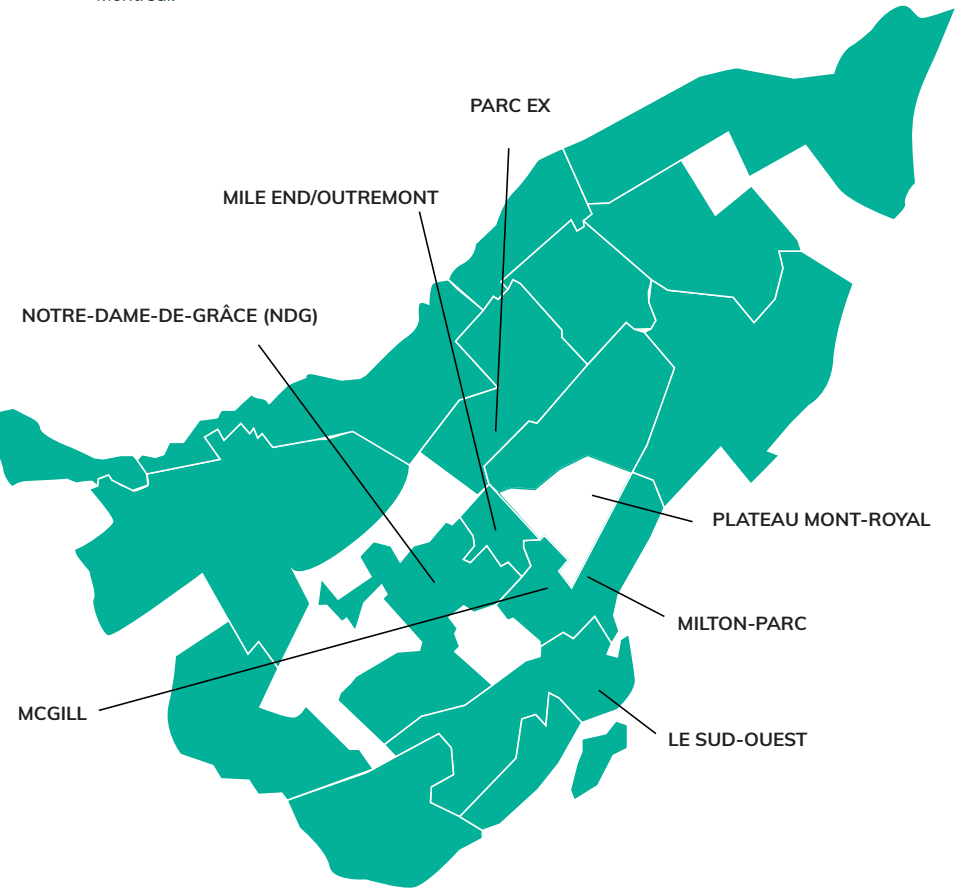 Montréal.
PARC EX
MILE END/OUTREMONT
NOTRE-DAME-DE-GRÂCE (NDG)
PLATEAU MONT-ROYAL
MILTON-PARC
MCGILL
LE SUD-OUEST